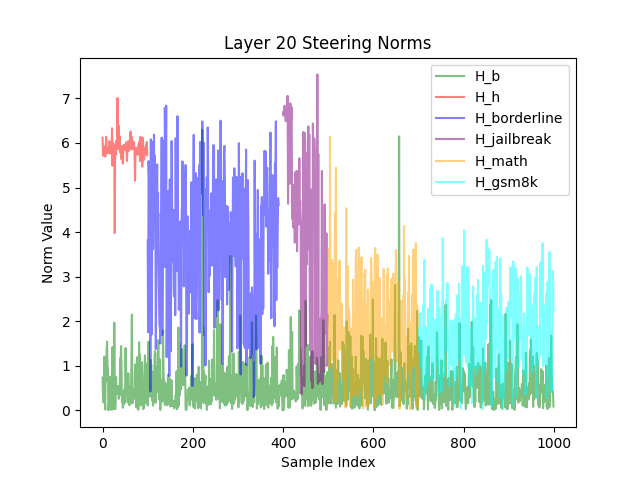 Layer 20 Steering Norms
H_b
H_h
H_borderline
H_jailbreak
H_math
H_gsm8k
7
6
5
4
3
2
1
0
Norm Value
0
200
400
600
800
1000
Sample Index